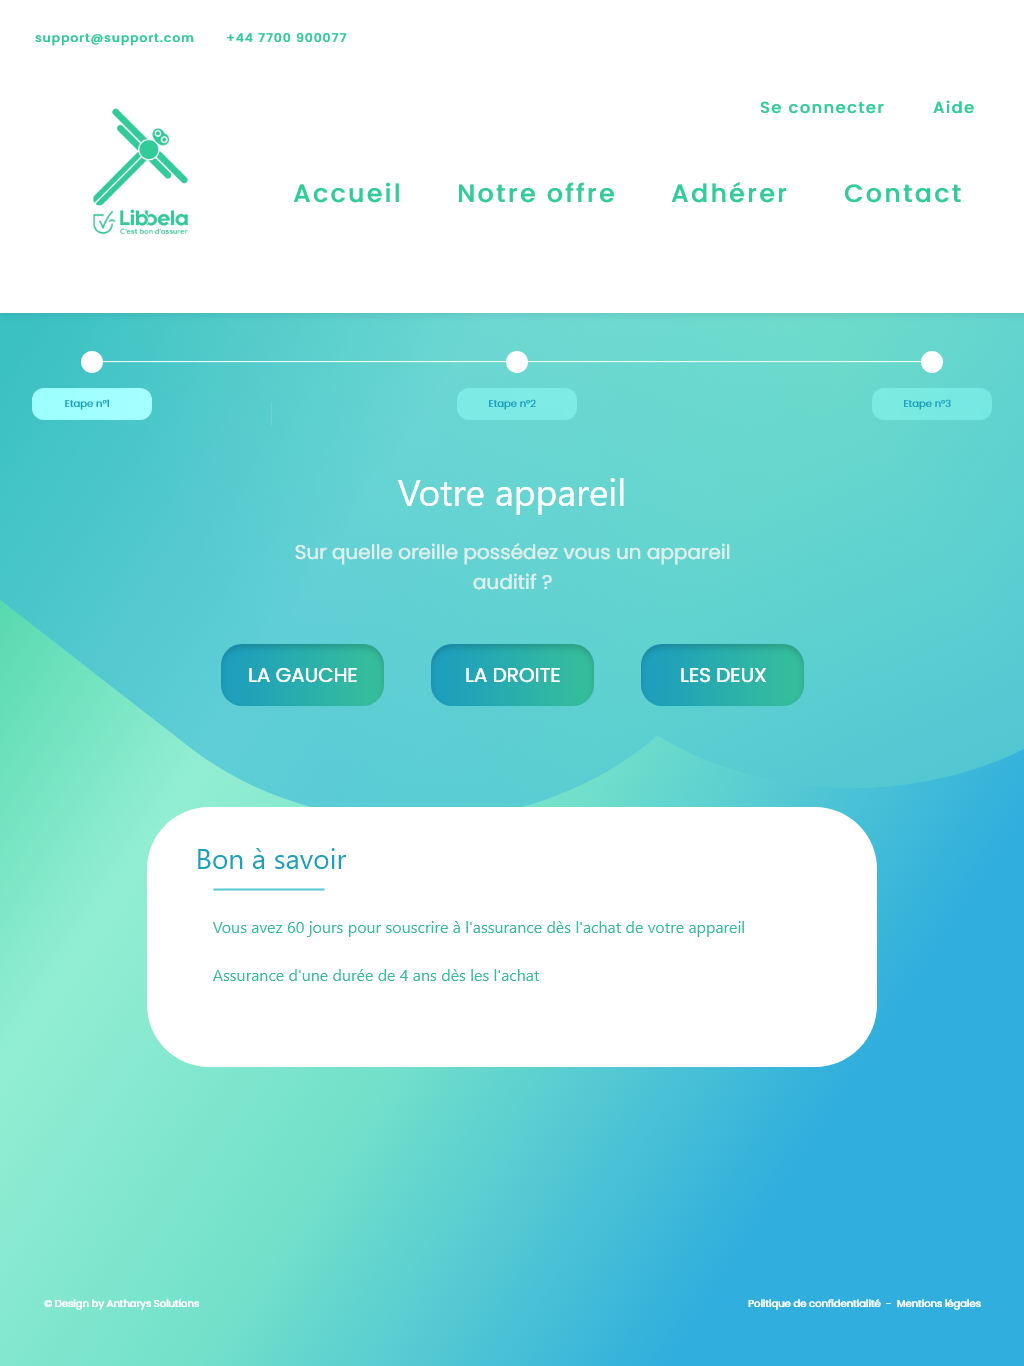 support@support.com +44 7700 900077
Se connecter Aide
Accueil Notre offre Adhérer Contact
Libbela
C'est bon d'assurer
Etape n°1 Etape n°2 Etape n°3
Votre appareil
Sur quelle oreille possédez vous un appareil
auditif ?
LA GAUCHE LA DROITE LES DEUX
Bon à savoir
Vous avez 60 jours pour souscrire à l'assurance dès l'achat de votre appareil
Assurance d'une durée de 4 ans dès les l'achat
© Design by Antharys Solutions Politique de confidentialité - Mentions légales